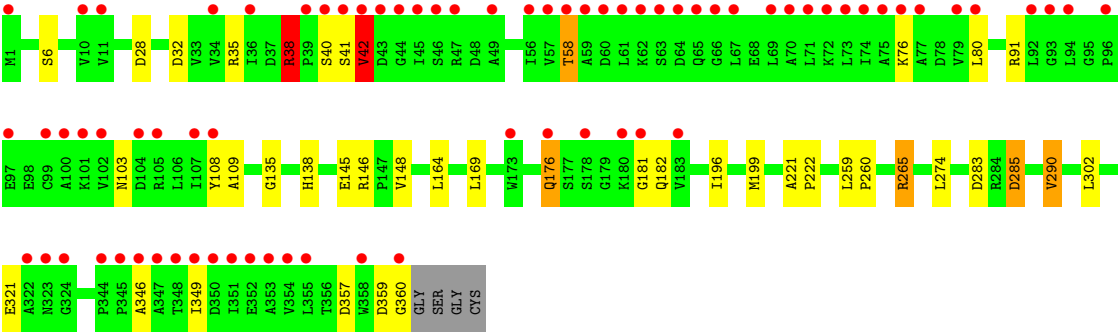 M1 S6 V10 V11 D28 D32 V33 V34 R35 I36 D37 R38 P39 S40 S41 V42 D43 G44 I45 S46 R47 D48 A49 I56 V57 T58 A59 D60 L61 K62 S63 D64 Q65 G66 L67 E68 L69 A70 L71 K72 L73 I74 A75 K76 A77 D78 V79 L80 R91 L92 G93 L94 G95 P96
E97 E98 C99 A100 K101 V102 N103 D104 R105 L106 I107 Y108 A109 G135 H138 E145 R146 P147 V148 L164 L169 W173 Q176 S177 S178 G179 K180 G181 Q182 V183 I196 M199 A221 P222 L259 P260 R265 L274 D283 R284 D285 V290 L302
E321 A322 N323 G324 P344 P345 A346 A347 T348 I349 D350 I351 E352 A353 V354 L355 T356 D357 W358 D359 G360 GLY SER GLY CYS